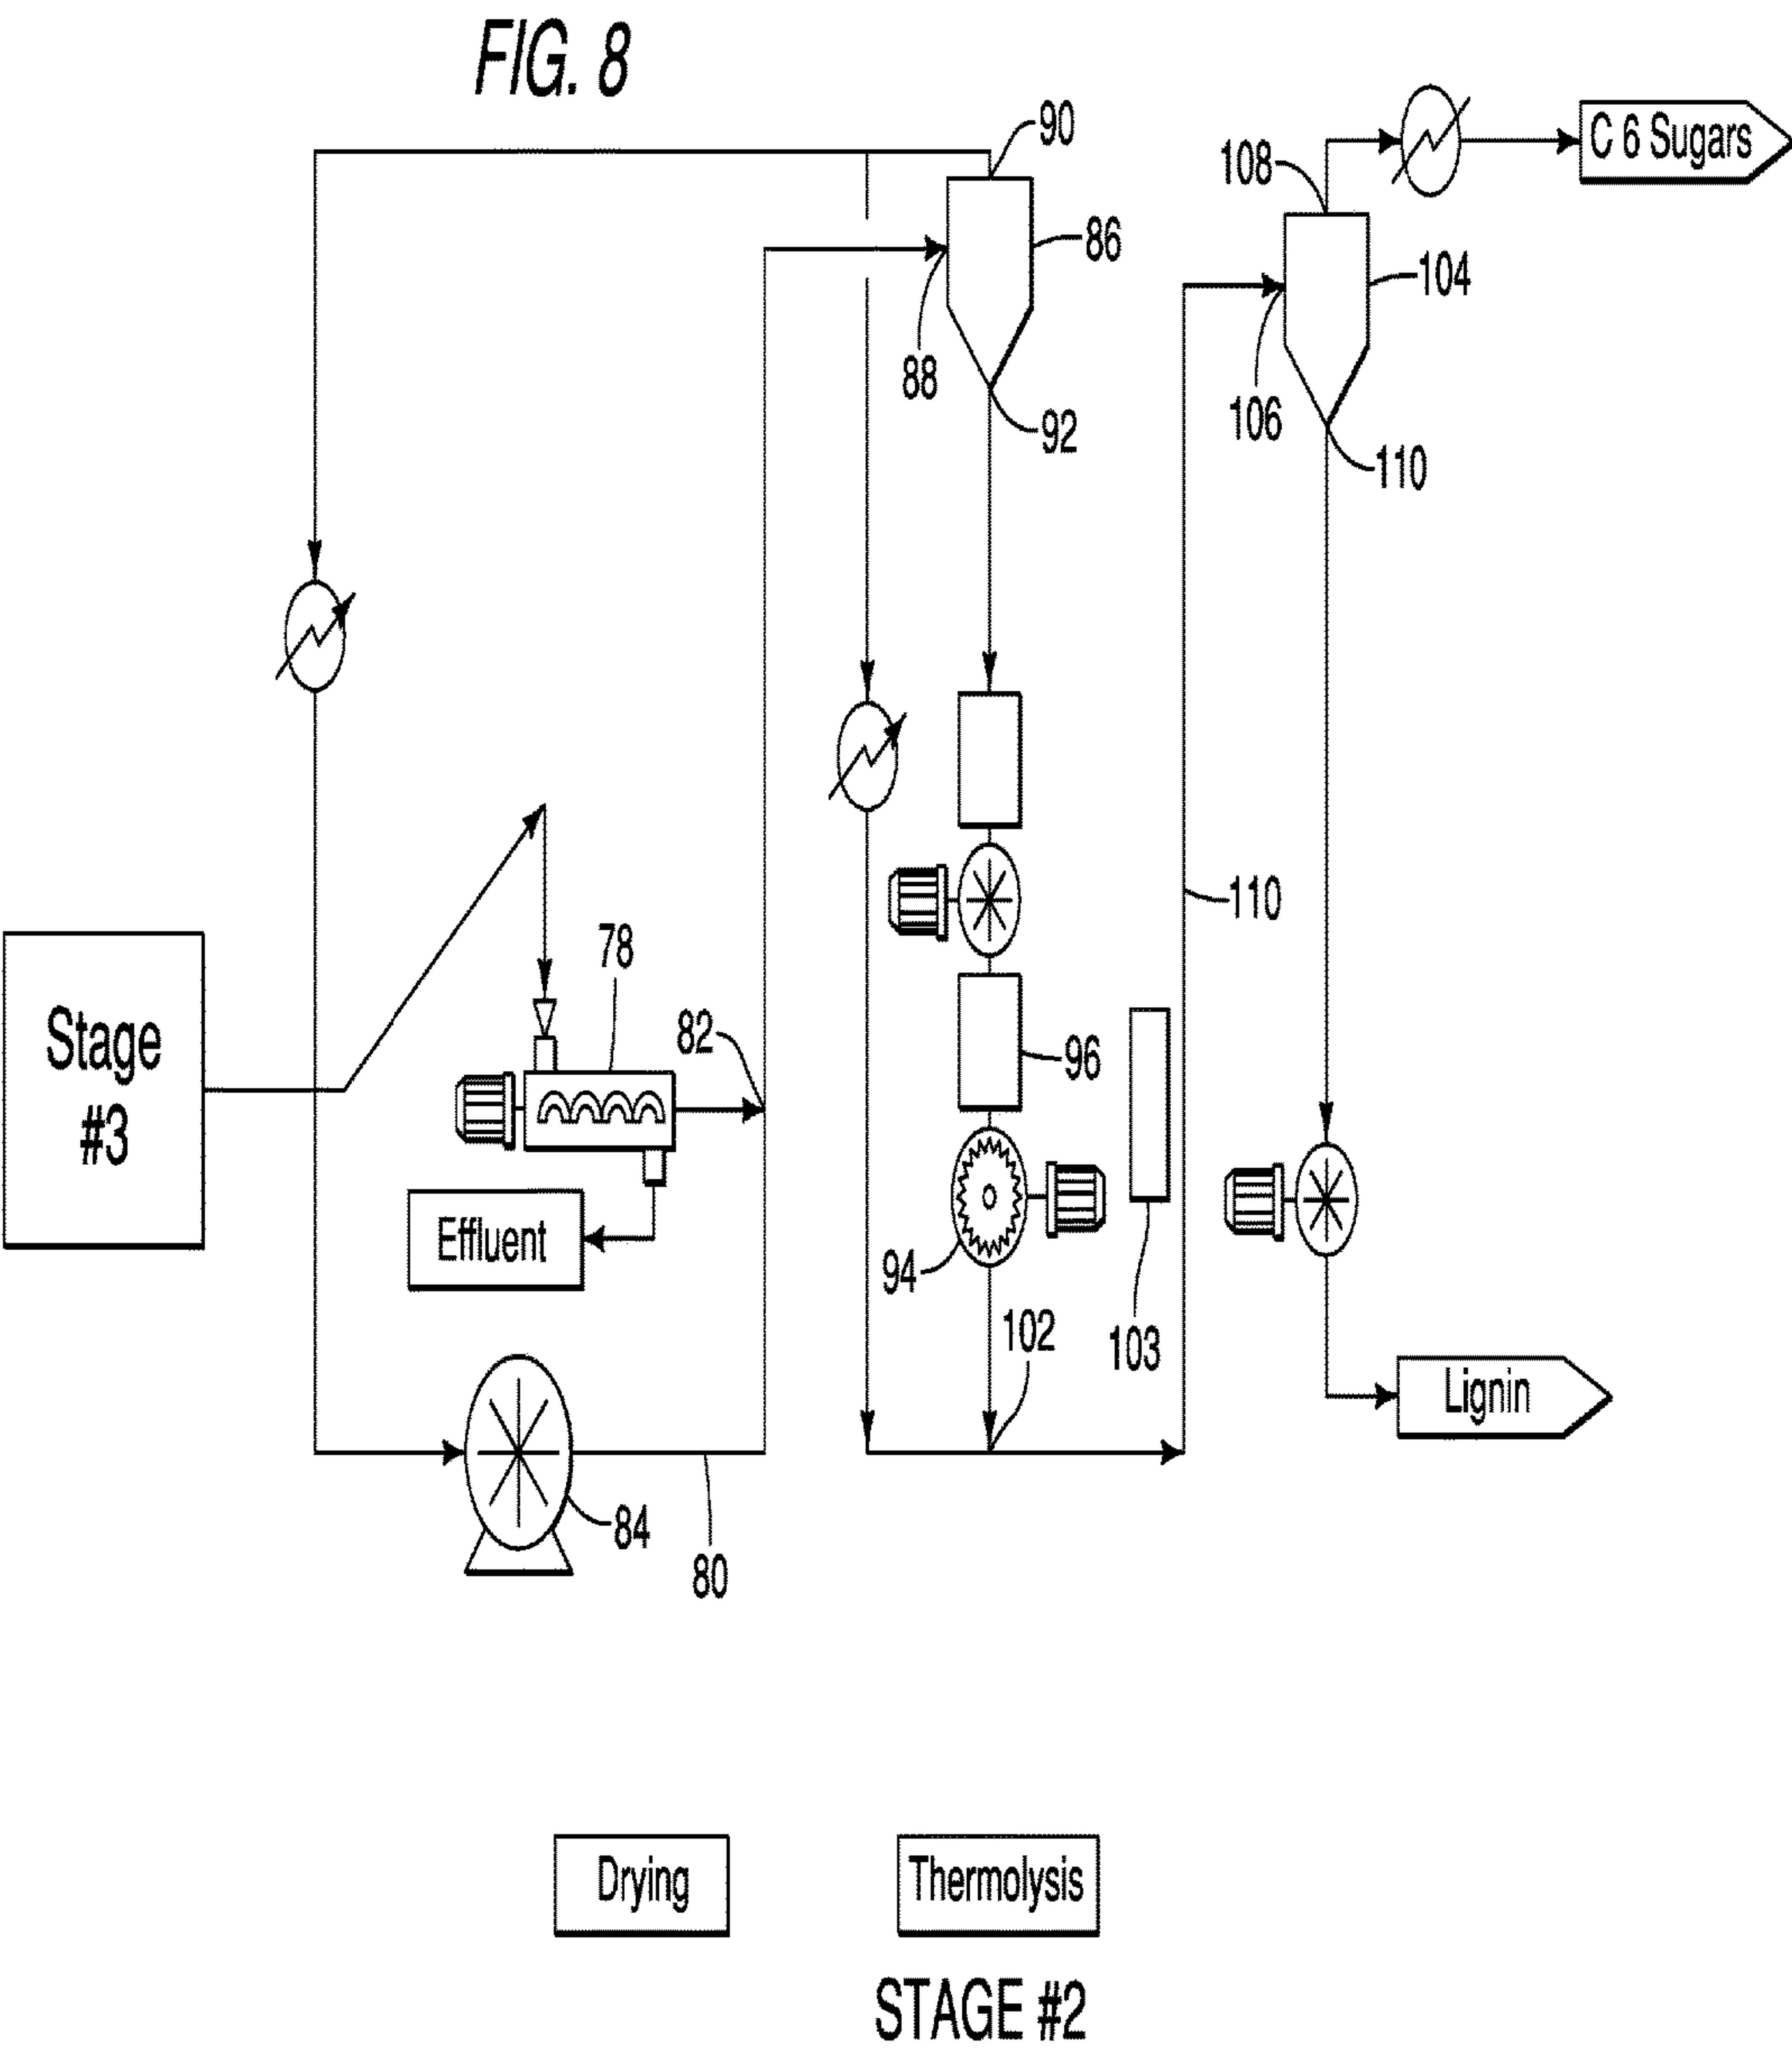 FIG. 8
90
C 6 Sugars
108
86
104
88
106
92
110
78
110
Stage
#3
82
96
Effluent
94
102
103
Lignin
84
80
Drying
Thermolysis
STAGE #2